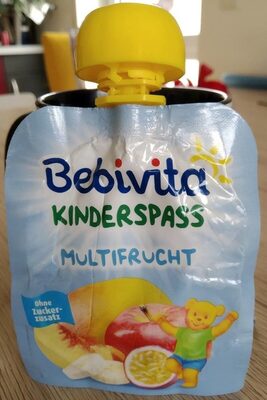 Bebivita
KINDERSPASS
MULTIFRUCHT
Ohne
Zucker-
zusatz